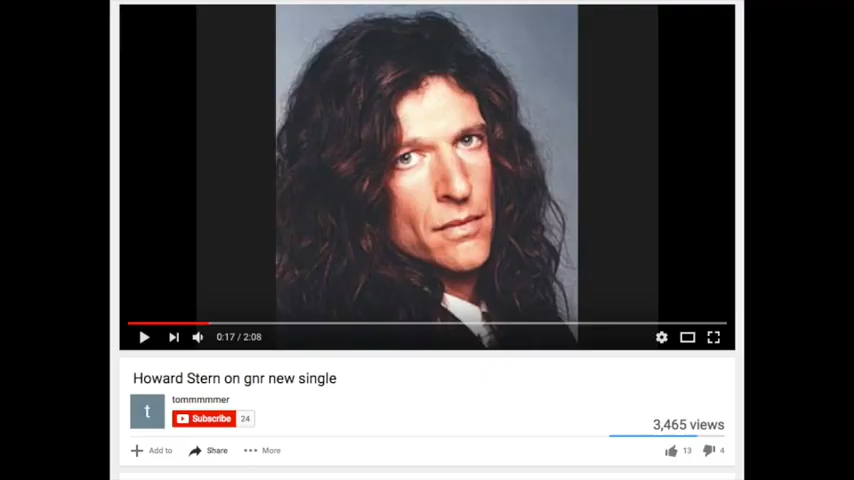 0:17 / 2:08
Howard Stern on gnr new single
t
tommmmmer
Subscribe 24
3,465 views
Add to Share More 13 4